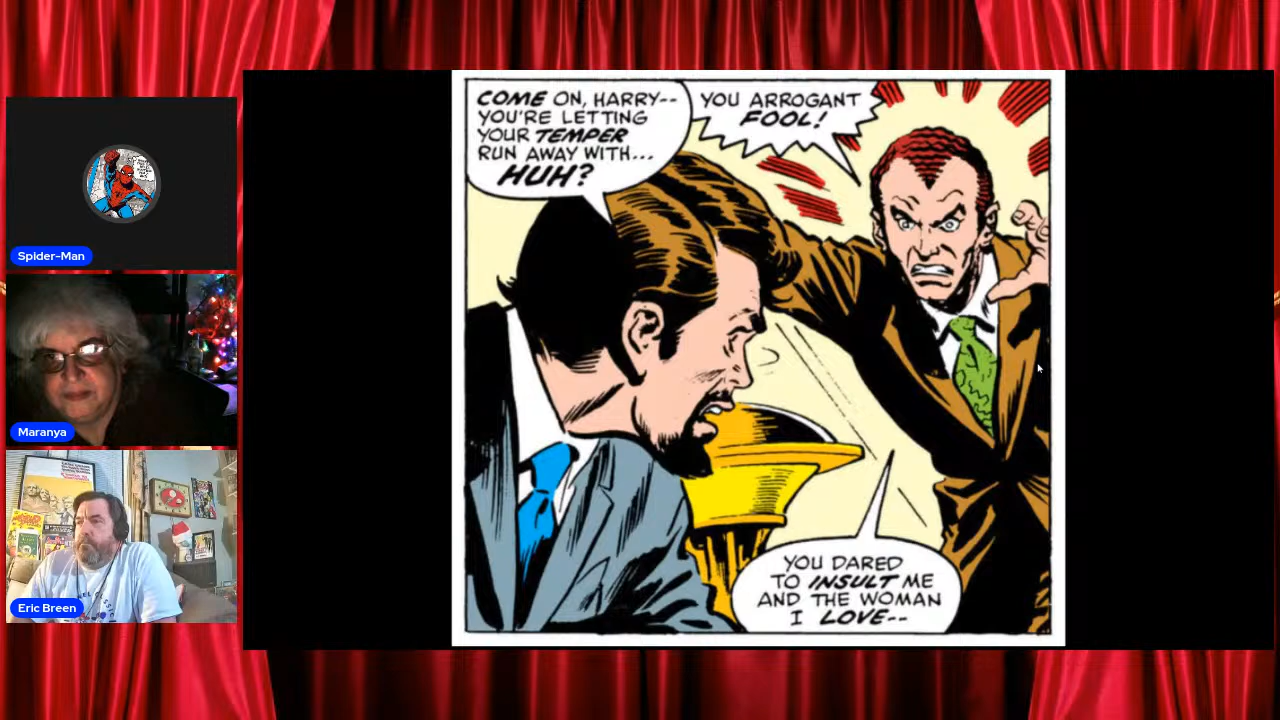 COME ON, HARRY--
YOU'RE LETTING
YOUR TEMPER
RUN AWAY WITH...
HUH?
YOU ARROGANT
FOOL!
YOU DARED
TO INSULT ME
AND THE WOMAN
I LOVE--
Spider-Man
Maranya
Eric Breen